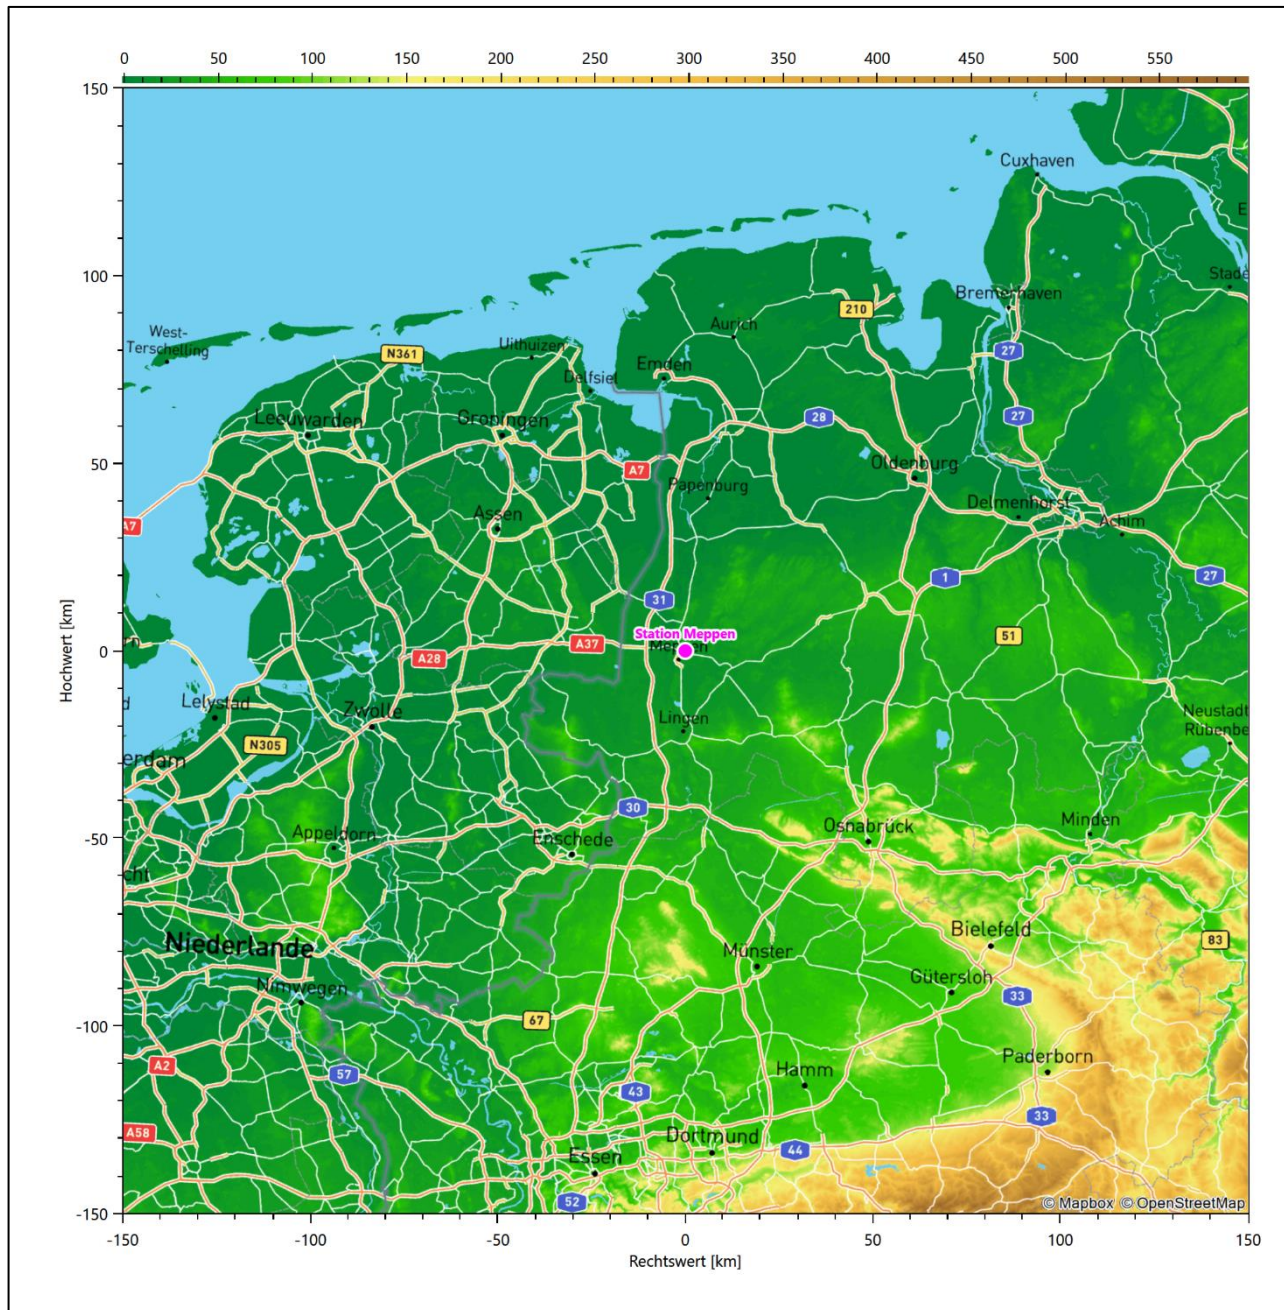 0 50 100 150 200 250 300 350 400 450 500 550
150
100
50
0
-50
-100
-150
Hochwert [km]
Cuxhaven
E
Stade
Bremerhaven
210
Aurich
West-
Terschelling
N361
Uithuizen
27
Emden
Delfsiel
Leeuwarden
Groningen
28
27
A7
Oldenburg
Papenburg
Delmenhorst
Assen
Achim
A7
1
27
31
Station Meppen
51
Meppen
A37
A28
Lelystad
Zwolle
Lingen
Neustadt
Rübenbe
d
N305
erdam
30
Appeldorn
Enschede
Osnabrück
Minden
cht
Niederlande
Münster
Bielefeld
83
Nimwegen
Gütersloh
33
67
A2
57
Hamm
Paderborn
43
33
A58
Dortmund
44
Essen
52
© Mapbox © OpenStreetMap
-150 -100 -50 0 50 100 150
Rechtswert [km]